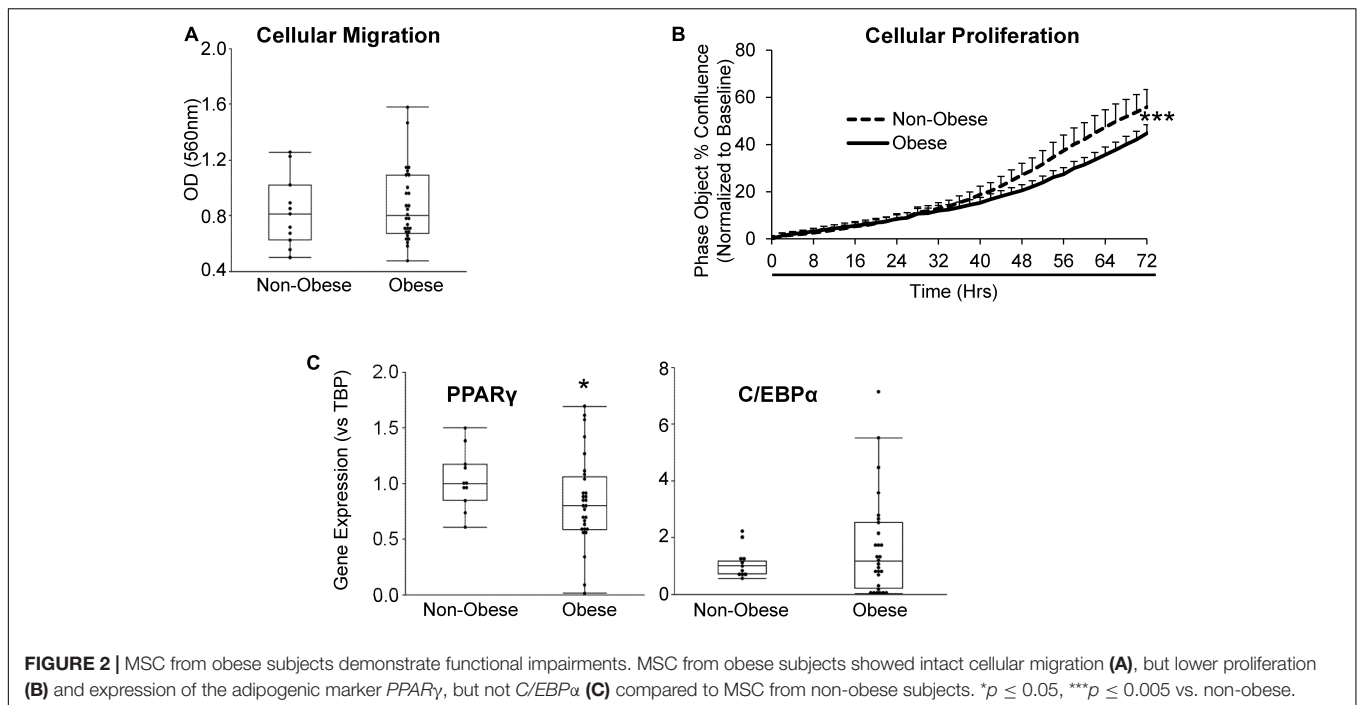 A Cellular Migration
2.0
1.6
1.2
0.8
0.4
OD (560nm)
Non-Obese Obese
B Cellular Proliferation
80
60
40
20
0
Phase Object % Confluence
(Normalized to Baseline)
Non-Obese
Obese
***
0 8 16 24 32 40 48 56 64 72
Time (Hrs)
C
PPARγ
*
2.0
1.5
1.0
0.5
0.0
Gene Expression (vs TBP)
Non-Obese Obese
C/EBPα
8
6
4
2
0
Non-Obese Obese
FIGURE 2 | MSC from obese subjects demonstrate functional impairments. MSC from obese subjects showed intact cellular migration (A), but lower proliferation
(B) and expression of the adipogenic marker PPARγ, but not C/EBPα (C) compared to MSC from non-obese subjects. *p ≤ 0.05, ***p ≤ 0.005 vs. non-obese.